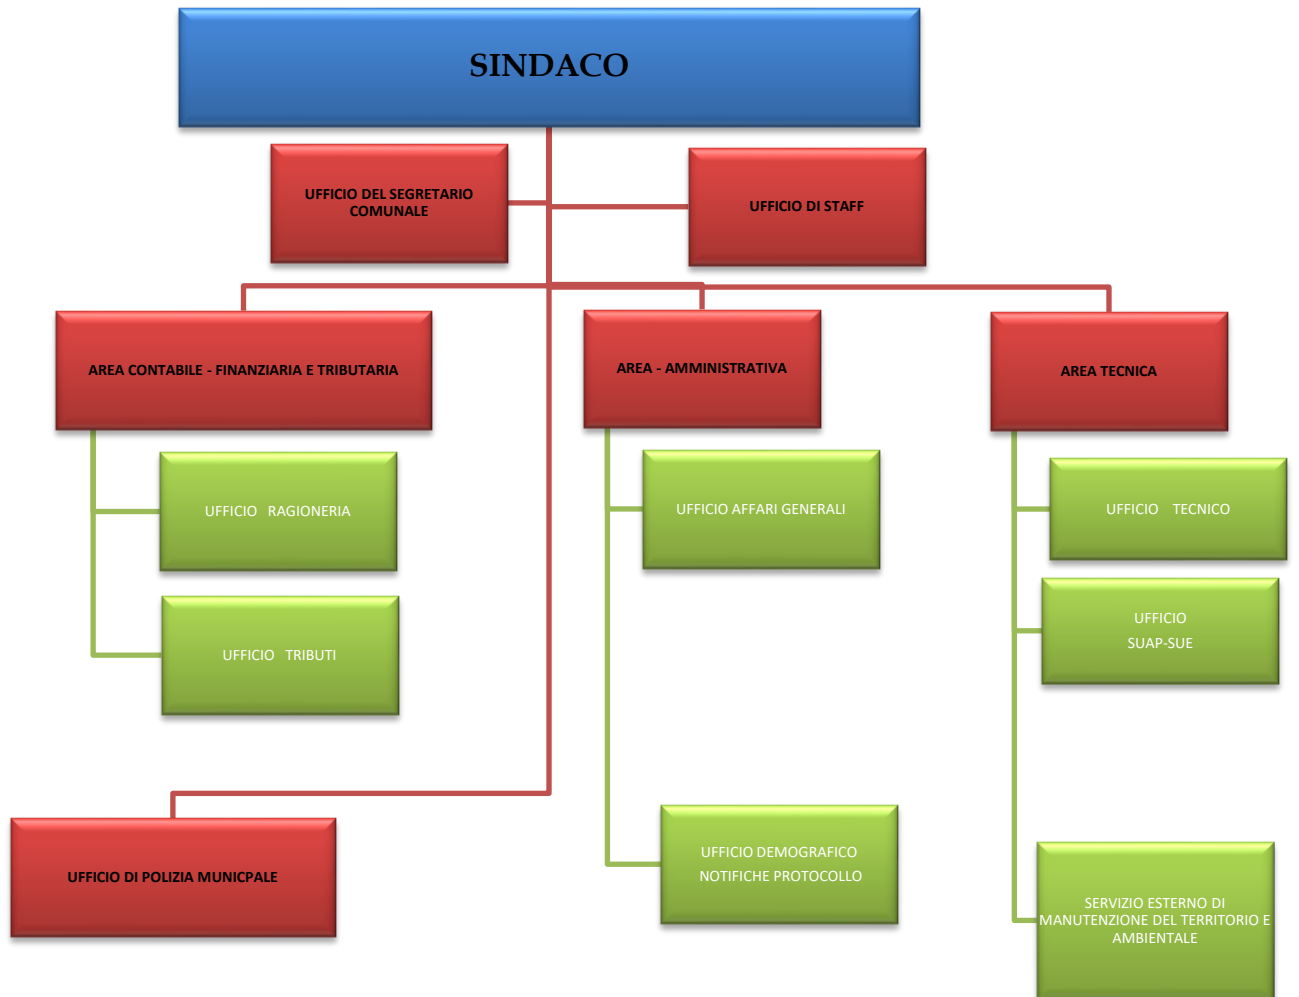 SINDACO
UFFICIO DEL SEGRETARIO
COMUNALE
UFFICIO DI STAFF
AREA CONTABILE - FINANZIARIA E TRIBUTARIA
AREA - AMMINISTRATIVA
AREA TECNICA
UFFICIO RAGIONERIA
UFFICIO AFFARI GENERALI
UFFICIO TECNICO
UFFICIO
SUAP-SUE
UFFICIO TRIBUTI
UFFICIO DI POLIZIA MUNICPALE
UFFICIO DEMOGRAFICO
NOTIFICHE PROTOCOLLO
SERVIZIO ESTERNO DI
MANUTENZIONE DEL TERRITORIO E
AMBIENTALE